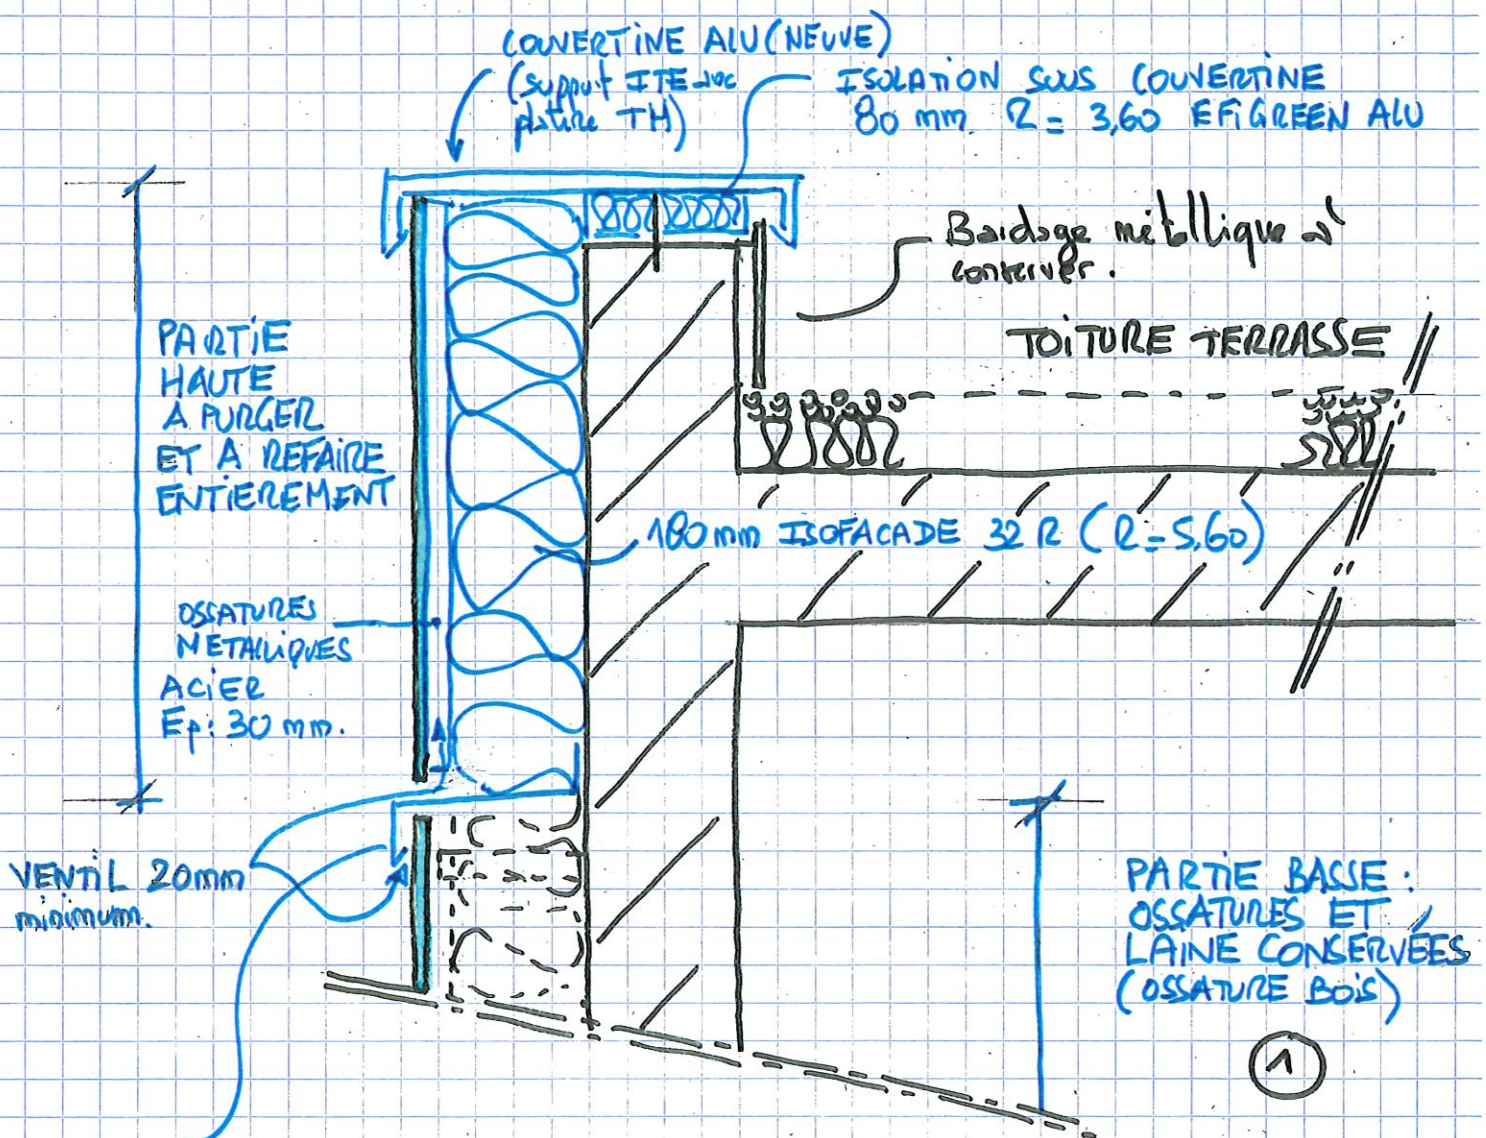 COUVERTINE ALU (NEUVE)
(support ITE avec
platine TH)
ISOLATION SOUS COUVERTINE
80 mm R = 3,60 EFIGREEN ALU
Bardage métallique à
conserver.
TOITURE TERRASSE
PARTIE
HAUTE
A PURGER
ET A REFAIRE
ENTIEREMENT
180mm ISOFACADE 32 R (R=5,60)
OSSATURES
METALLIQUES
ACIER
Ep: 30 mm.
VENTIL 20mm
minimum.
PARTIE BASSE :
OSSATURES ET
LAINE CONSERVÉES
(OSSATURE BOIS)
1